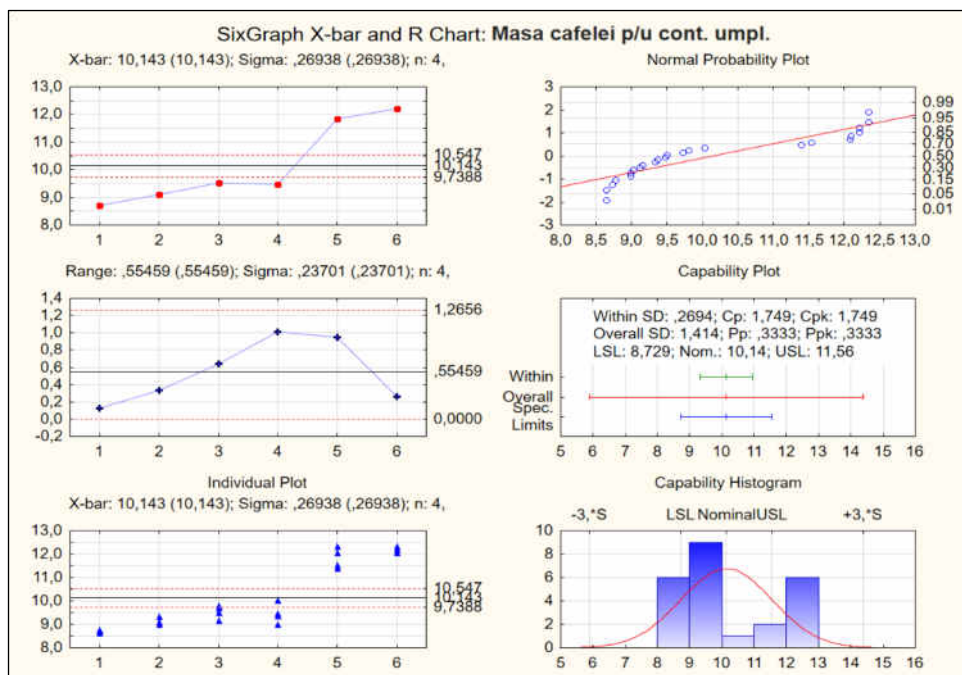 SixGraph X-bar and R Chart: Masa cafelei p/u cont. umpl.
X-bar: 10,143 (10,143); Sigma: ,26938 (,26938); n: 4,
13,0
12,0
11,0
10,0
9,0
8,0
10,547
10,143
9,7388
1 2 3 4 5 6
Normal Probability Plot
3
2
1
0
-1
-2
-3
0.99
0.95
0.85
0.70
0.50
0.30
0.15
0.05
0.01
8,0 8,5 9,0 9,5 10,0 10,5 11,0 11,5 12,0 12,5 13,0
Range: ,55459 (,55459); Sigma: ,23701 (,23701); n: 4,
1,4
1,2
1,0
0,8
0,6
0,4
0,2
0,0
-0,2
1,2656
,55459
0,0000
1 2 3 4 5 6
Capability Plot
Within SD: ,2694; Cp: 1,749; Cpk: 1,749
Overall SD: 1,414; Pp: ,3333; Ppk: ,3333
LSL: 8,729; Nom.: 10,14; USL: 11,56
Within
Overall
Spec.
Limits
5 6 7 8 9 10 11 12 13 14 15 16
Individual Plot
X-bar: 10,143 (10,143); Sigma: ,26938 (,26938); n: 4,
13,0
12,0
11,0
10,0
9,0
8,0
10,547
10,143
9,7388
1 2 3 4 5 6
Capability Histogram
-3,*S LSL Nominal USL +3,*S
10
8
6
4
2
0
5 6 7 8 9 10 11 12 13 14 15 16